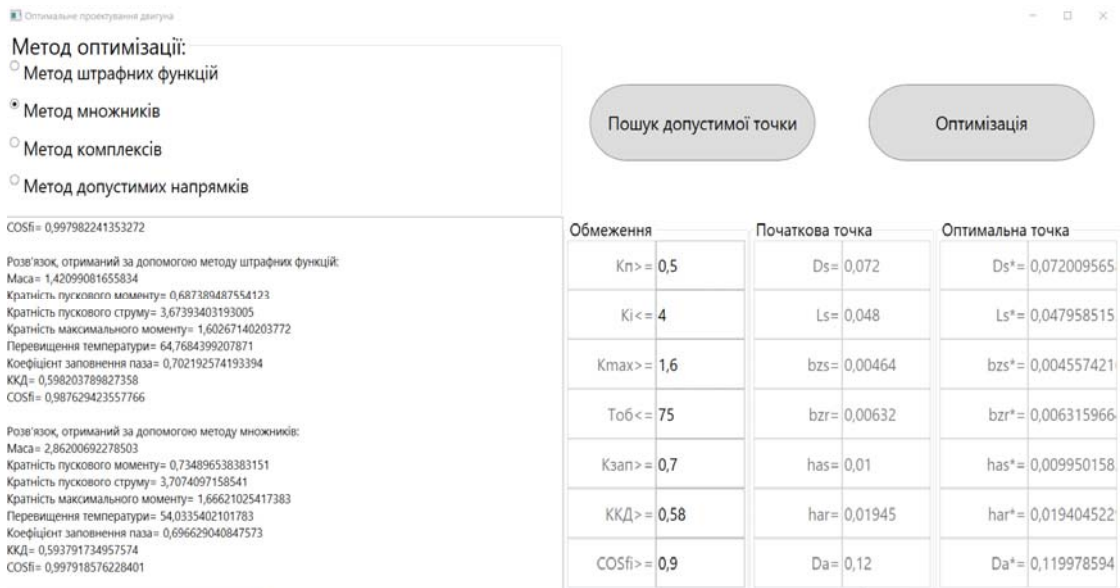 Оптимальне проектування двигуна
Метод оптимізації:
Метод штрафних функцій
Метод множників
Метод комплексів
Метод допустимих напрямків
Пошук допустимої точки
Оптимізація
COSfi= 0,997982241353272
Розв'язок, отриманий за допомогою методу штрафних функцій:
Маса= 1,42099081655834
Кратність пускового моменту= 0,687389487554123
Кратність пускового струму= 3,67393403193005
Кратність максимального моменту= 1,60267140203772
Перевищення температури= 64,7684399207871
Коефіцієнт заповнення паза= 0,702192574193394
ККД= 0,598203789827358
COSfi= 0,987629423557766
Розв'язок, отриманий за допомогою методу множників:
Маса= 2,86200692278503
Кратність пускового моменту= 0,734896538383151
Кратність пускового струму= 3,7074097158541
Кратність максимального моменту= 1,66621025417383
Перевищення температури= 54,0335402101783
Коефіцієнт заповнення паза= 0,696629040847573
ККД= 0,593791734957574
COSfi= 0,997918576228401
Обмеження
Кп>= 0,5
Кі<= 4
Кmax>= 1,6
Тоб<= 75
Кзап>= 0,7
ККД>= 0,58
COSfi>= 0,9
Початкова точка
Ds= 0,072
Ls= 0,048
bzs= 0,00464
bzr= 0,00632
has= 0,01
har= 0,01945
Da= 0,12
Оптимальна точка
Ds*= 0,072009565
Ls*= 0,047958515
bzs*= 0,004557421
bzr*= 0,006315966
has*= 0,009950158
har*= 0,019404522
Da*= 0,119978594